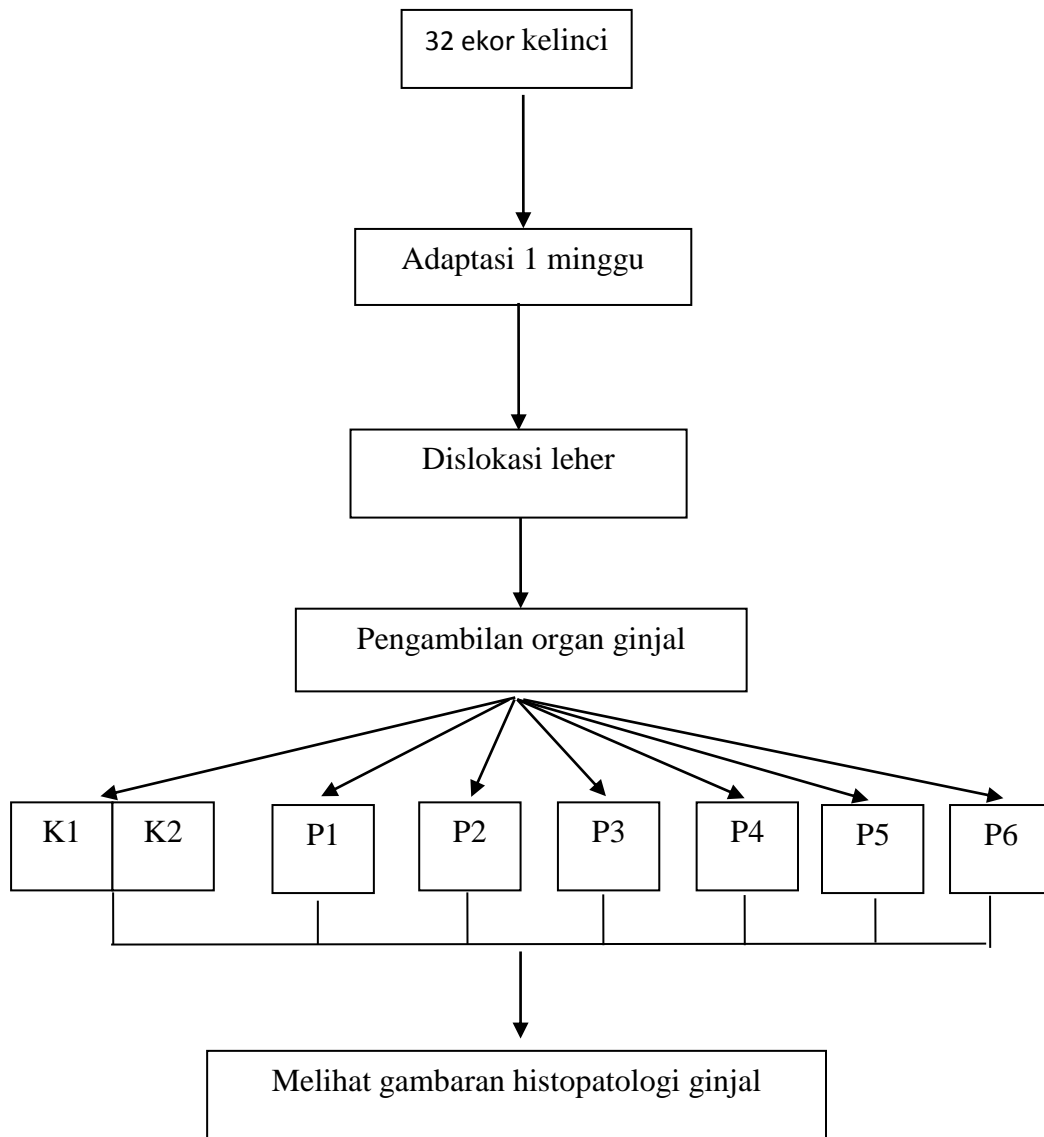 32 ekor kelinci
Adaptasi 1 minggu
Dislokasi leher
Pengambilan organ ginjal
K1 K2 P1 P2 P3 P4 P5 P6
Melihat gambaran histopatologi ginjal